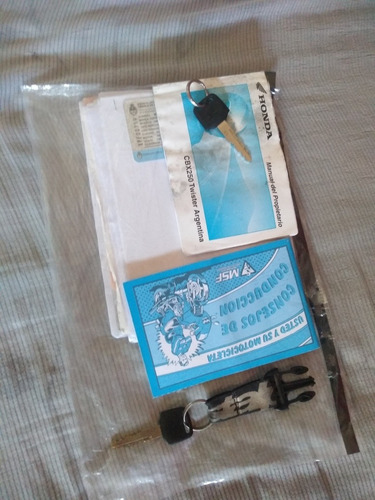 HONDA
Manual del Propietario
CBX250 Twister Argentina
MSF
CONSEJOS DE
CONDUCCION
USTED Y SU MOTOCICLETA